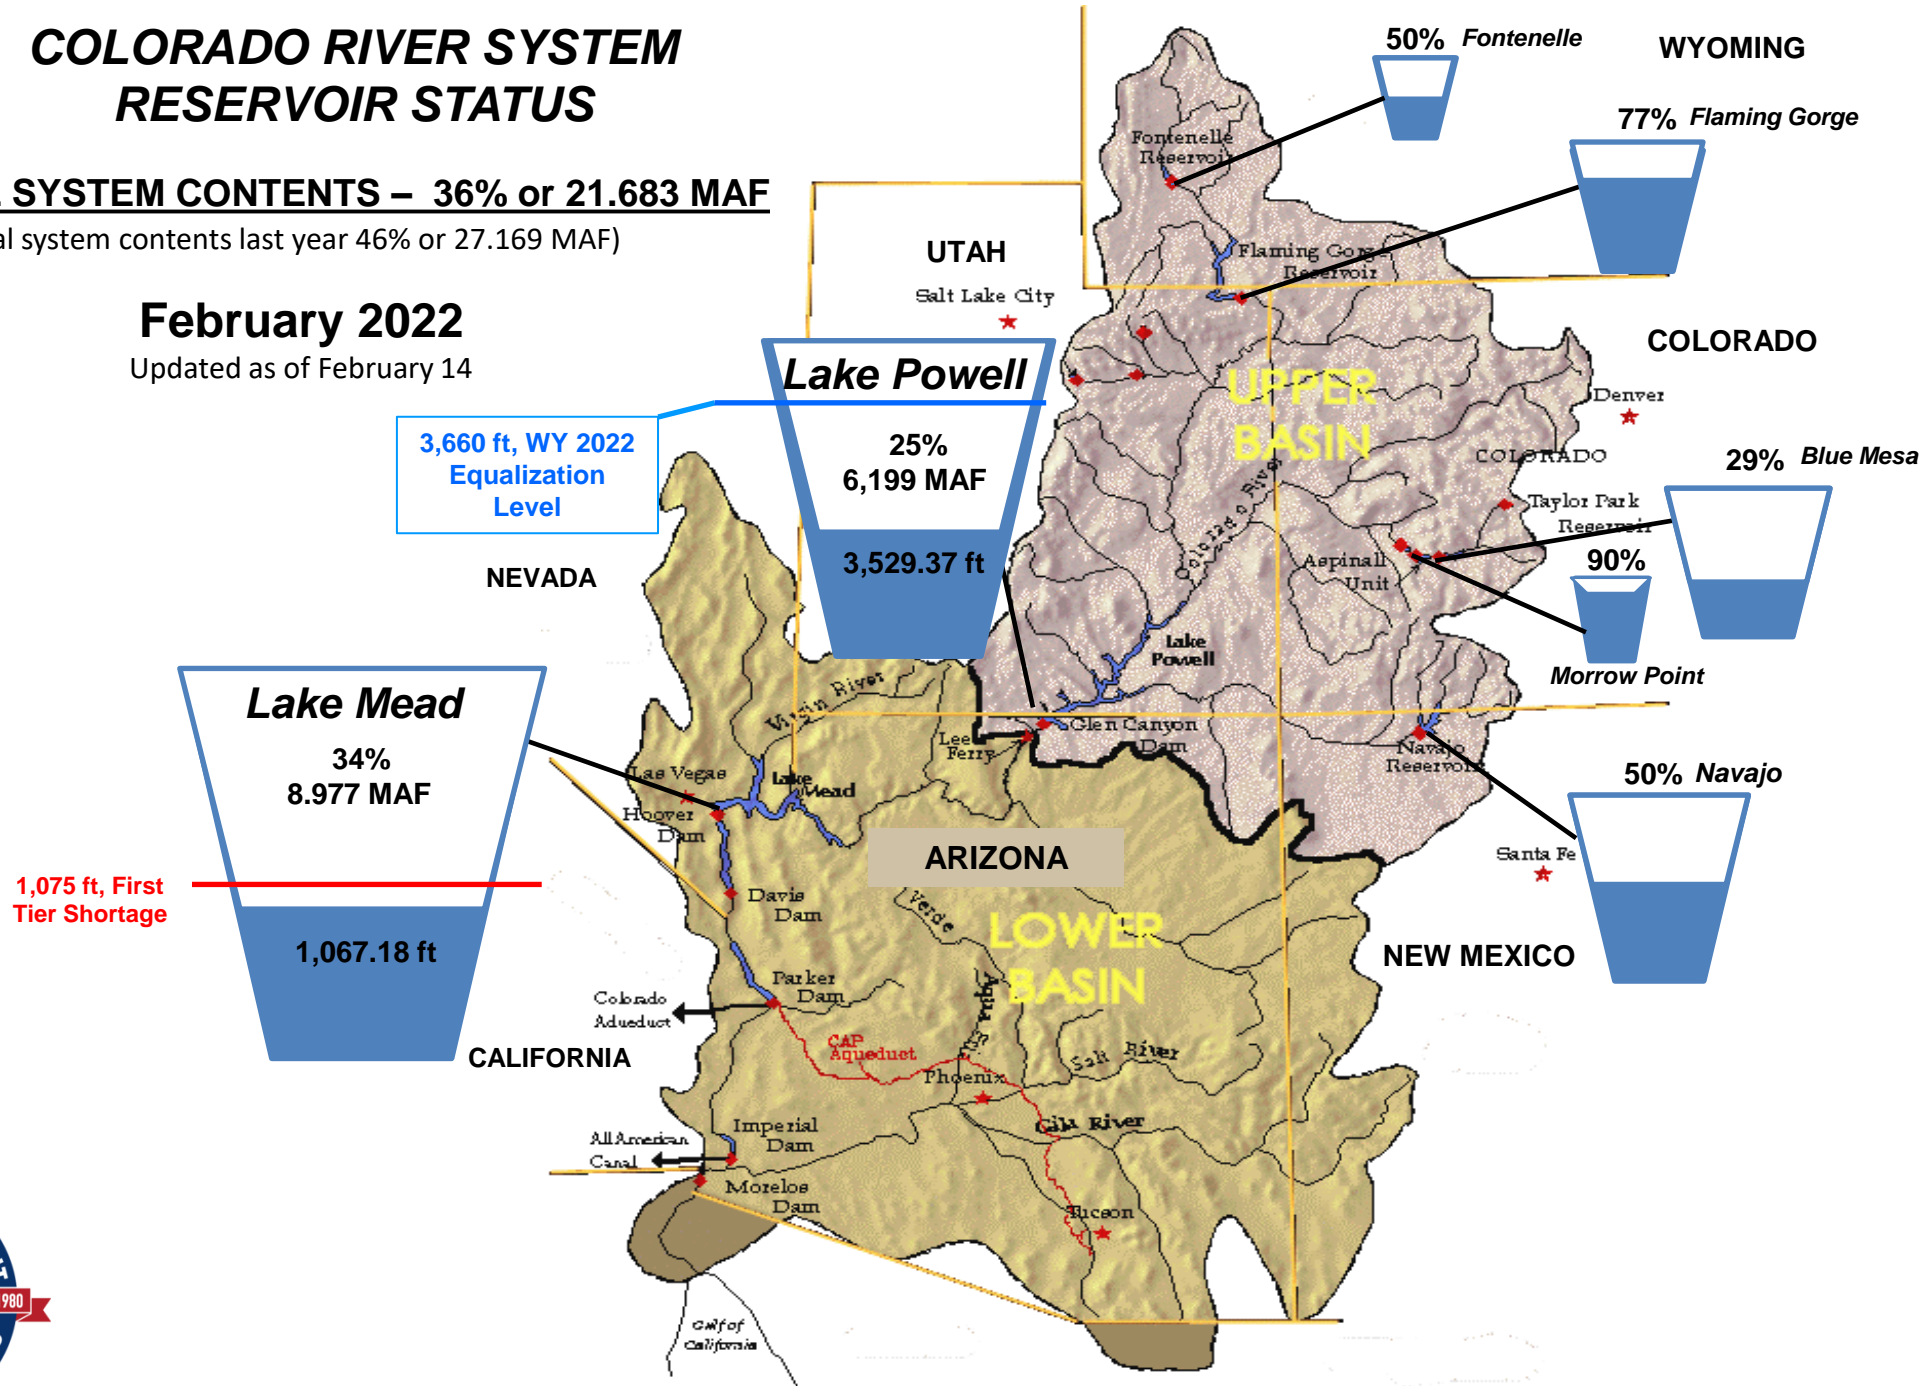 COLORADO RIVER SYSTEM
RESERVOIR STATUS
SYSTEM CONTENTS – 36% or 21.683 MAF
al system contents last year 46% or 27.169 MAF)
February 2022
Updated as of February 14
50% Fontenelle
WYOMING
77% Flaming Gorge
Fontenelle
Reservoir
UTAH
Salt Lake City
Flaming Gorge
Reservoir
COLORADO
Lake Powell
25%
6,199 MAF
3,529.37 ft
3,660 ft, WY 2022
Equalization
Level
UPPER
BASIN
Denver
COLORADO
29% Blue Mesa
Taylor Park
Reservoir
Colorado River
Aspinall
Unit
90%
Morrow Point
NEVADA
Lake
Powell
Lake Mead
34%
8.977 MAF
1,075 ft, First
Tier Shortage
1,067.18 ft
Virgin River
Lee
Ferry
Glen Canyon
Dam
Navajo
Reservoir
50% Navajo
Las Vegas
Lake
Mead
Hoover
Dam
ARIZONA
Santa Fe
Davis
Dam
Verde
LOWER
BASIN
NEW MEXICO
Parker
Dam
Colorado
Adueduct
Aqua Fria
CALIFORNIA
CAP
Aqueduct
Salt River
Phoenix
Gila River
Imperial
Dam
All American
Canal
Morelos
Dam
Tucson
Gulf of
California
1980